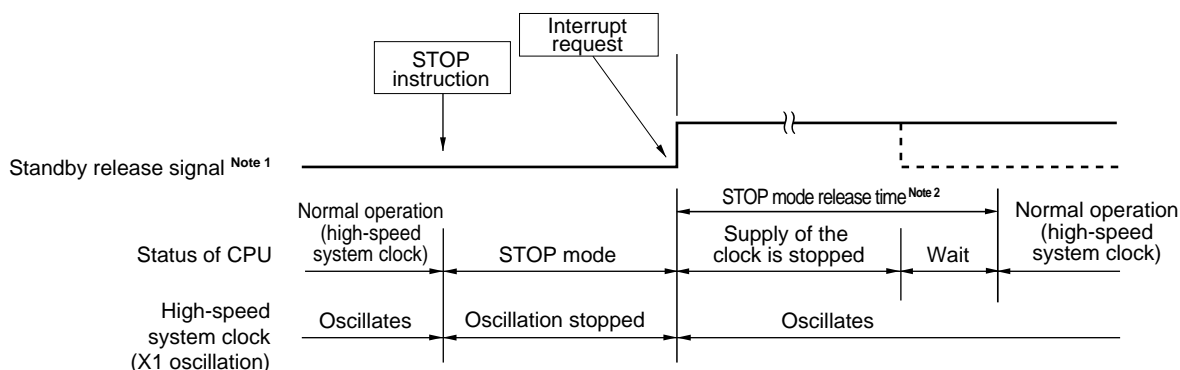 Interrupt
request
STOP
instruction
Standby release signal Note 1
STOP mode release time Note 2
Normal operation
(high-speed
system clock)
Supply of the
clock is stopped
Normal operation
(high-speed
system clock)
Status of CPU
STOP mode
Wait
High-speed
system clock
(X1 oscillation)
Oscillates
Oscillation stopped
Oscillates